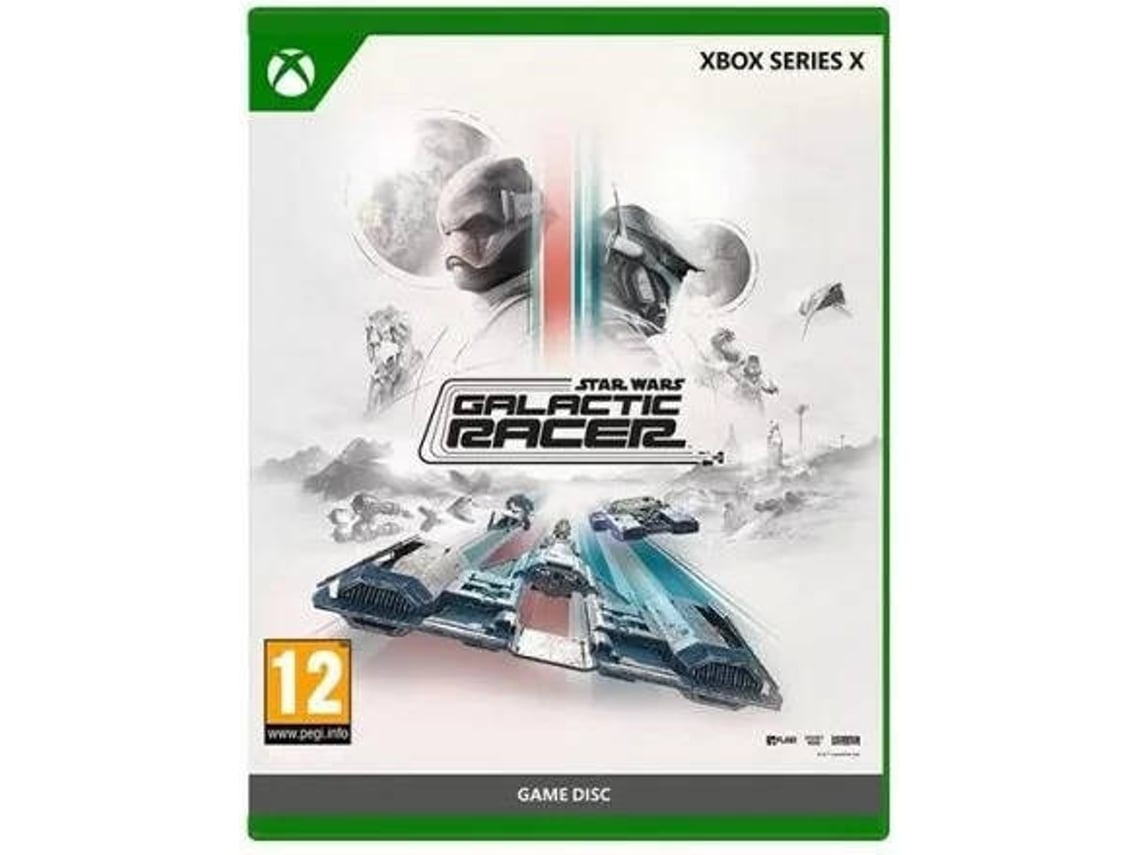 XBOX SERIES X
STAR WARS
GALACTIC
RACER
12
www.pegi.info
GAME DISC